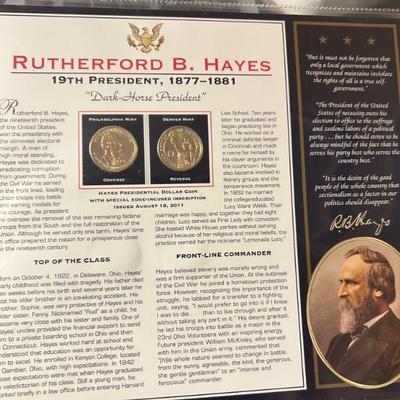 RUTHERFORD B. HAYES
19TH PRESIDENT, 1877–1881
"Dark-Horse President"
Rutherford B. Hayes,
the nineteenth president
of the United States,
won the presidency with
the slimmest electoral
margin. A man of
high moral standing,
Hayes was dedicated to
eradicating corruption
from government. During
the Civil War he served
on the front lines, leading
Union troops into battle
and earning medals for
his courage. As president
he oversaw the removal of the last remaining federal
troops from the South and the full restoration of the
Union. Although he served only one term, Hayes' time
in office prepared the nation for a prosperous close
to the nineteenth century.
PHILADELPHIA MINT
DENVER MINT
OBVERSE
REVERSE
HAYES PRESIDENTIAL DOLLAR COIN
WITH SPECIAL EDGE-INCUSED INSCRIPTION
ISSUED AUGUST 18, 2011
TOP OF THE CLASS
Born on October 4, 1822, in Delaware, Ohio, Hayes'
early childhood was filled with tragedy. His father died
weeks before his birth and several years later he lost
his older brother in an ice-skating accident. His
mother, Sophia, was very protective of Hayes and his
older sister, Fanny. Nicknamed "Rud" as a child, he
became very close with his sister and family. One of
Hayes' uncles provided the financial support to send
him to a private boarding school in Ohio and then
Connecticut. Hayes worked hard at school and
understood that education was an opportunity for
success. He enrolled in Kenyon College, located
in Gambier, Ohio, with high expectations. In 1842
those expectations were met when Hayes graduated
as valedictorian of his class. Still a young man, he
worked briefly in a law office before entering Harvard
Law School. Two years
later he graduated and
began practicing law in
Ohio. He worked as a
criminal defense lawyer
in Cincinnati and made
a name for himself by
his clever arguments in
the courtroom. Hayes
also became involved in
literary groups and the
temperance movement.
In 1852 he married
the college-educated
Lucy Ware Webb. Theirs
was a happy
marriage and, together they had eight
children. Lucy served as First Lady with conviction.
She hosted White House parties without serving
alcohol because of her religious and moral beliefs,
earning her the nickname "Lemonade Lucy."
FRONT-LINE COMMANDER
Hayes believed slavery was morally wrong and
was a firm supporter of the Union. At the outbreak
of the Civil War he joined a hometown protection
force. However, recognizing the importance of the
struggle, he lobbied for a transfer to a fighting
unit, saying, "I would prefer to go into it if I knew
I was to die . . . than to live through and after it
without taking any part in it." His desire granted,
he led his troops into battle as a major in the
23rd Ohio Volunteers with an inspiring energy.
Future president William McKinley, who served
with him in the Union army, commented that
"[h]is whole nature seemed to change in battle.
From the sunny, agreeable, the kind, the generous,
the gentle gentleman" to an "intense and
ferocious" commander.
"But it must not be forgotten that
only a local government which
recognizes and maintains inviolate
the rights of all is a true self-
government."
"The President of the United
States of necessity owes his
election to office to the suffrage
and zealous labors of a political
party . . . but he should strive to be
always mindful of the fact that he
serves his party best who serves the
country best."
"It is the desire of the good
people of the whole country that
sectionalism as a factor in our
politics should disappear."
R.B. Hayes